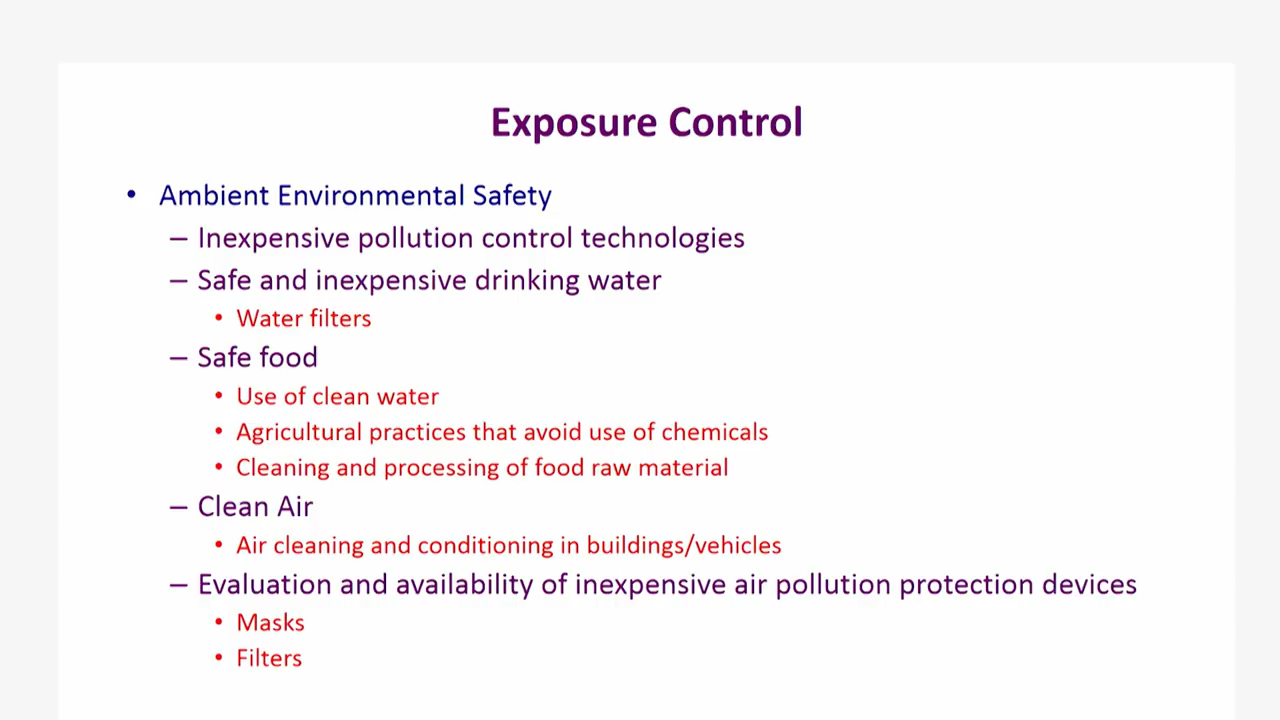 Exposure Control
• Ambient Environmental Safety
– Inexpensive pollution control technologies
– Safe and inexpensive drinking water
• Water filters
– Safe food
• Use of clean water
• Agricultural practices that avoid use of chemicals
• Cleaning and processing of food raw material
– Clean Air
• Air cleaning and conditioning in buildings/vehicles
– Evaluation and availability of inexpensive air pollution protection devices
• Masks
• Filters